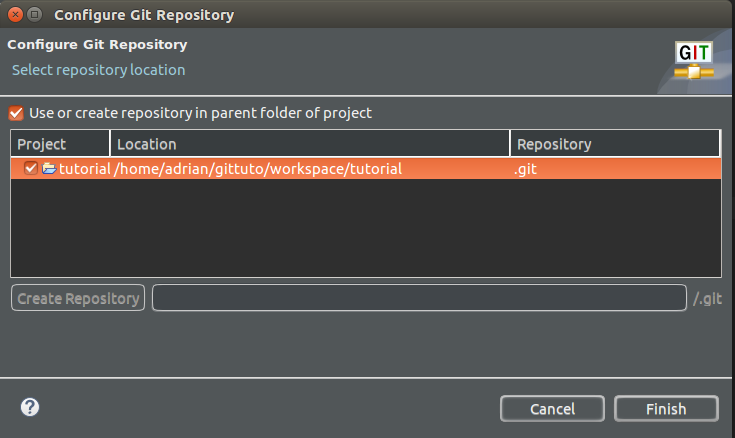 Configure Git Repository
Configure Git Repository
Select repository location
GIT
Use or create repository in parent folder of project
Project Location Repository
tutorial /home/adrian/gittuto/workspace/tutorial .git
Create Repository /.git
? Cancel Finish